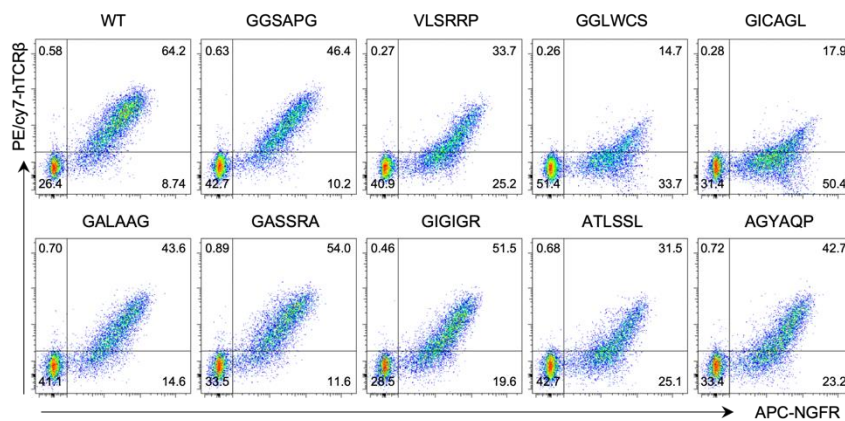 WT GGSAPG VLSRRP GGLWCS GICAGL
0.58 64.2 0.63 46.4 0.27 33.7 0.26 14.7 0.28 17.9
26.4 8.74 42.7 10.2 40.9 25.2 51.4 33.7 31.4 50.4
PE/cy7-hTCRβ
GALAAG GASSRA GIGIGR ATLSSL AGYAQP
0.70 43.6 0.89 54.0 0.46 51.5 0.68 31.5 0.72 42.7
41.1 14.6 33.5 11.6 28.5 19.6 42.7 25.1 33.4 23.2
APC-NGFR